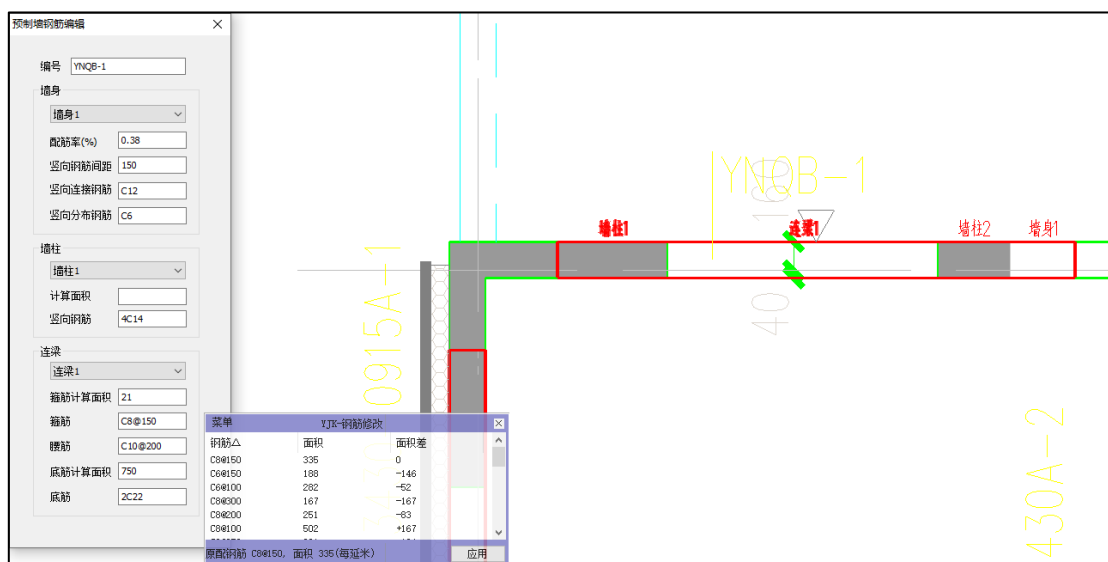 预制墙钢筋编辑
编号 YNQB-1
墙身
墙身1
配筋率(%) 0.38
竖向钢筋间距 150
竖向连接钢筋 C12
竖向分布钢筋 C6
墙柱
墙柱1
计算面积
竖向钢筋 4C14
连梁
连梁1
箍筋计算面积 21
箍筋 C8@150
腰筋 C10@200
底筋计算面积 750
底筋 2C22
菜单 YJK-钢筋修改
钢筋△ 面积 面积差
C8@150 335 0
C6@150 188 -146
C6@100 282 -52
C8@300 167 -167
C8@200 251 -83
C8@100 502 +167
原配钢筋 C8@150, 面积 335(每延米) 应用
YNQB-1
墙柱1
连梁1
墙柱2
墙身1
160
40
0915A-1
430A-2